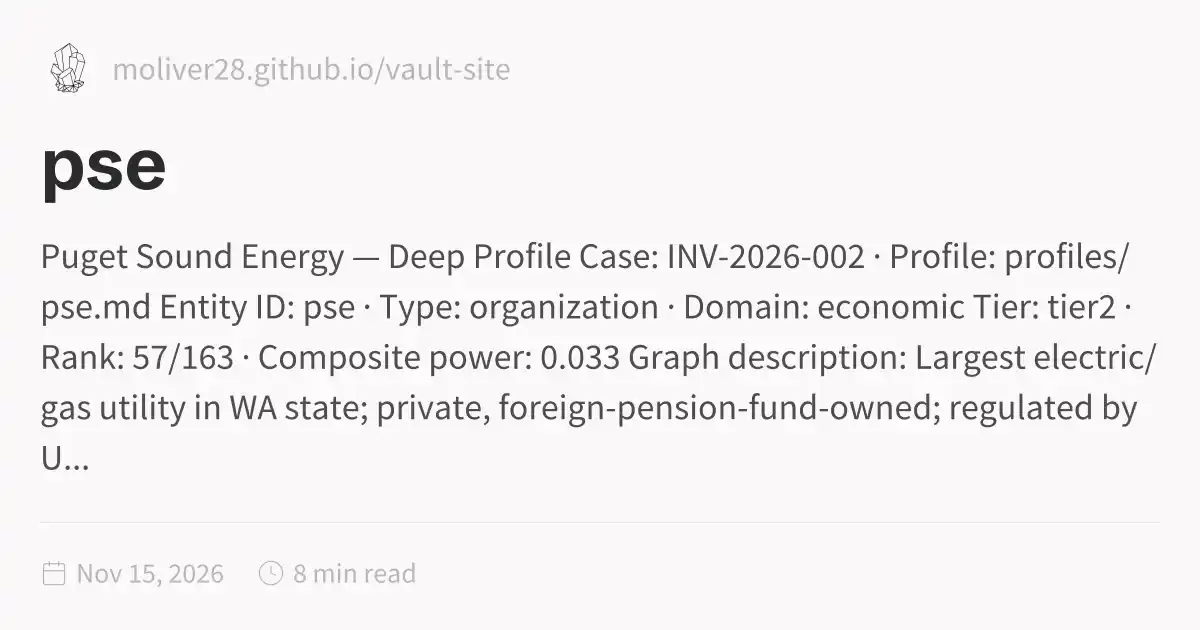 moliver28.github.io/vault-site
pse
Puget Sound Energy — Deep Profile Case: INV-2026-002 · Profile: profiles/
pse.md Entity ID: pse · Type: organization · Domain: economic Tier: tier2 ·
Rank: 57/163 · Composite power: 0.033 Graph description: Largest electric/
gas utility in WA state; private, foreign-pension-fund-owned; regulated by
U...
Nov 15, 2026 8 min read